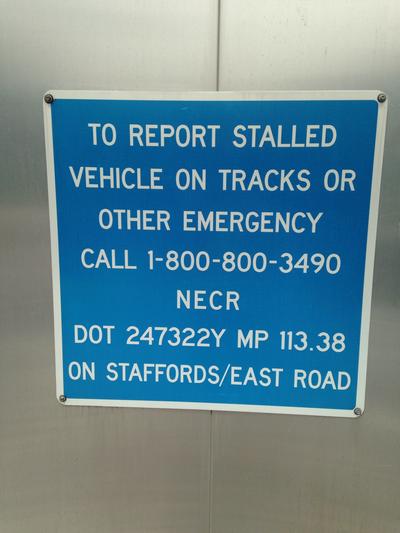 TO REPORT STALLED
VEHICLE ON TRACKS OR
OTHER EMERGENCY
CALL 1-800-800-3490
NECR
DOT 247322Y MP 113.38
ON STAFFORDS/EAST ROAD